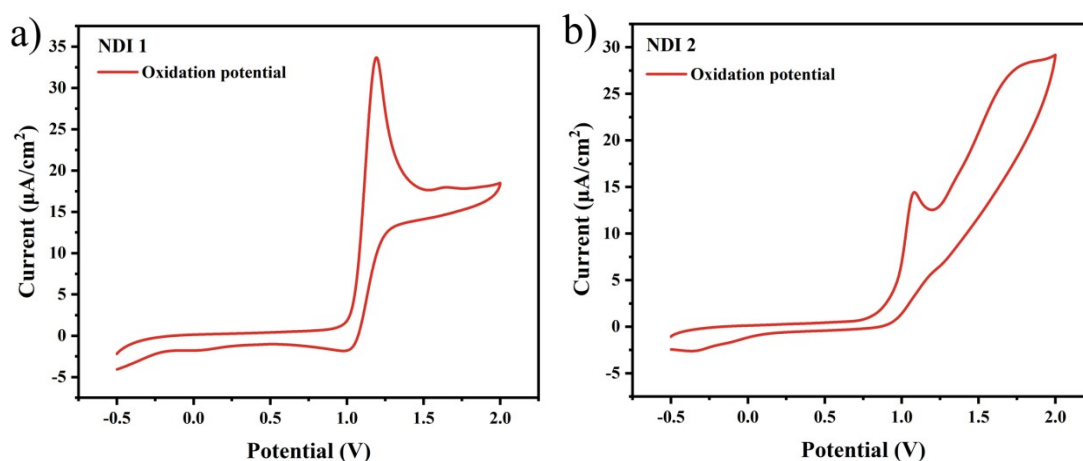 a)
NDI 1
Oxidation potential
35
30
25
20
15
10
5
0
-5
-0.5 0.0 0.5 1.0 1.5 2.0
Current (μA/cm²)
Potential (V)
b)
NDI 2
Oxidation potential
30
25
20
15
10
5
0
-5
-0.5 0.0 0.5 1.0 1.5 2.0
Current (μA/cm²)
Potential (V)